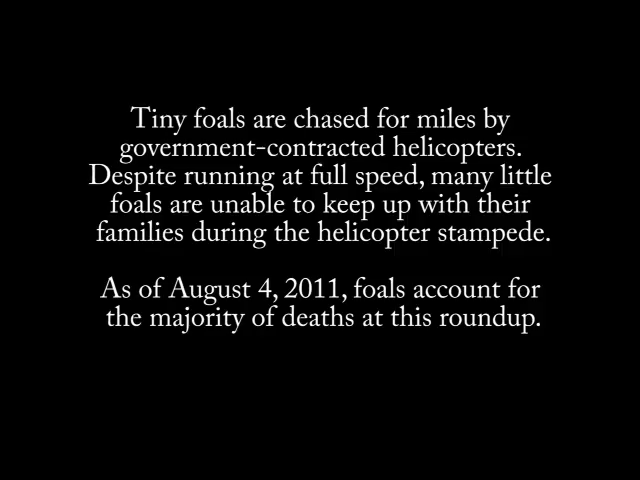 Tiny foals are chased for miles by
government-contracted helicopters.
Despite running at full speed, many little
foals are unable to keep up with their
families during the helicopter stampede.
As of August 4, 2011, foals account for
the majority of deaths at this roundup.